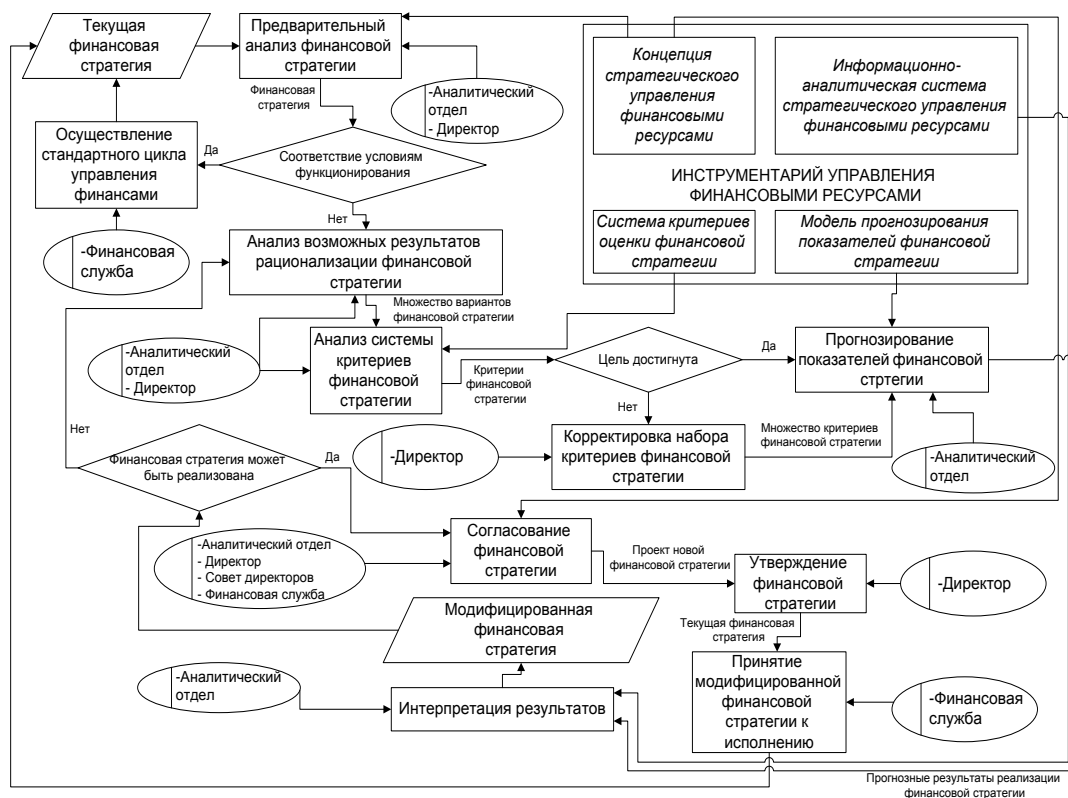 Текущая
финансовая
стратегия
Предварительный
анализ финансовой
стратегии
Концепция
стратегического
управления
финансовыми
ресурсами
Информационно-
аналитическая система
стратегического управления
финансовыми ресурсами
Финансовая
стратегия
-Аналитический
отдел
- Директор
Осуществление
стандартного цикла
управления
финансами
Да
Соответствие условиям
функционирования
ИНСТРУМЕНТАРИЙ УПРАВЛЕНИЯ
ФИНАНСОВЫМИ РЕСУРСАМИ
Нет
Система критериев
оценки финансовой
стратегии
Модель прогнозирования
показателей финансовой
стратегии
-Финансовая
служба
Анализ возможных результатов
рационализации финансовой
стратегии
Множество вариантов
финансовой стратегии
-Аналитический
отдел
- Директор
Анализ системы
критериев
финансовой
стратегии
Критерии
финансовой
стратегии
Цель достигнута
Да
Прогнозирование
показателей финансовой
стртегии
Нет
Нет
Множество критериев
финансовой стратегии
Финансовая стратегия может
быть реализована
Да
-Директор
Корректировка набора
критериев финансовой
стратегии
-Аналитический
отдел
-Аналитический отдел
- Директор
- Совет директоров
- Финансовая служба
Согласование
финансовой
стратегии
Проект новой
финансовой стратегии
Утверждение
финансовой
стратегии
-Директор
Модифицированная
финансовая
стратегия
Текущая финансовая
стратегия
-Аналитический
отдел
Интерпретация результатов
Принятие
модифицированной
финансовой
стратегии к
исполнению
-Финансовая
служба
Прогнозные результаты реализации
финансовой стратегии